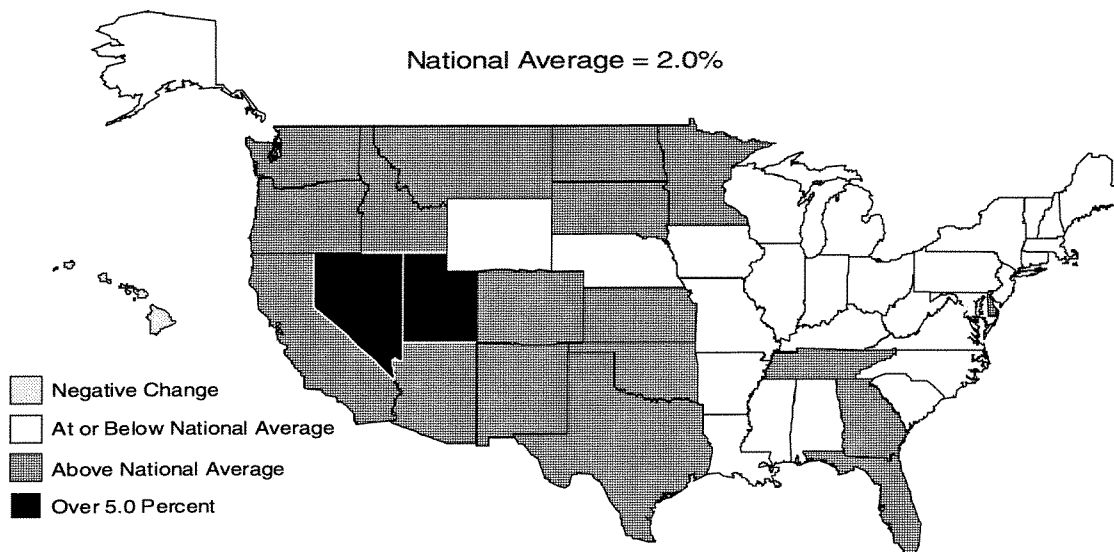 National Average = 2.0%
Negative Change
At or Below National Average
Above National Average
Over 5.0 Percent